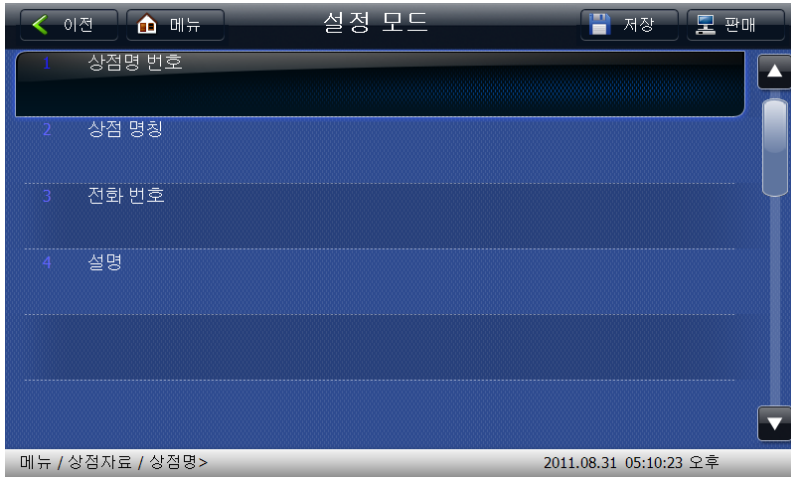 이전 메뉴 설정 모드 저장 판매
1 상점명 번호
2 상점 명칭
3 전화 번호
4 설명
메뉴 / 상점자료 / 상점명> 2011.08.31 05:10:23 오후